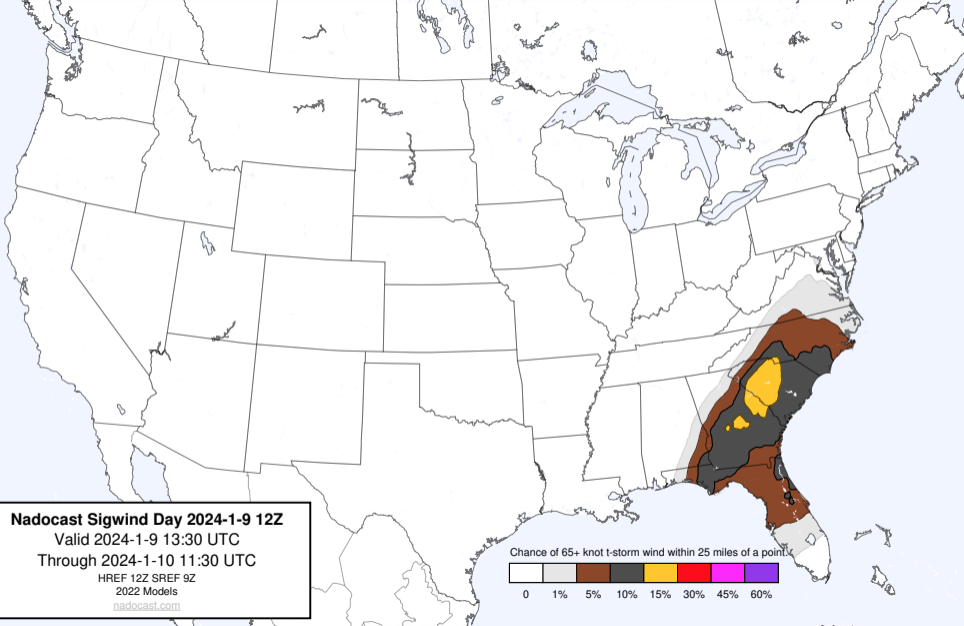 Nadocast Sigwind Day 2024-1-9 12Z
Valid 2024-1-9 13:30 UTC
Through 2024-1-10 11:30 UTC
HREF 12Z SREF 9Z
2022 Models
nadocast.com
Chance of 65+ knot t-storm wind within 25 miles of a point.
0 1% 5% 10% 15% 30% 45% 60%